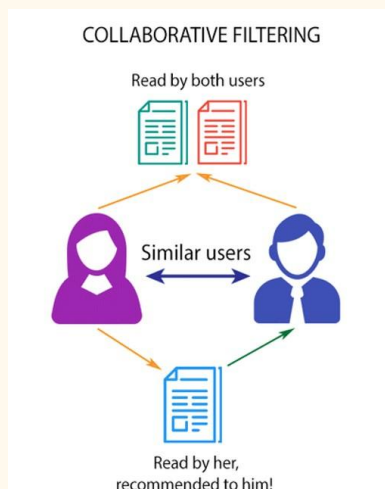 COLLABORATIVE FILTERING
Read by both users
Similar users
Read by her,
recommended to him!